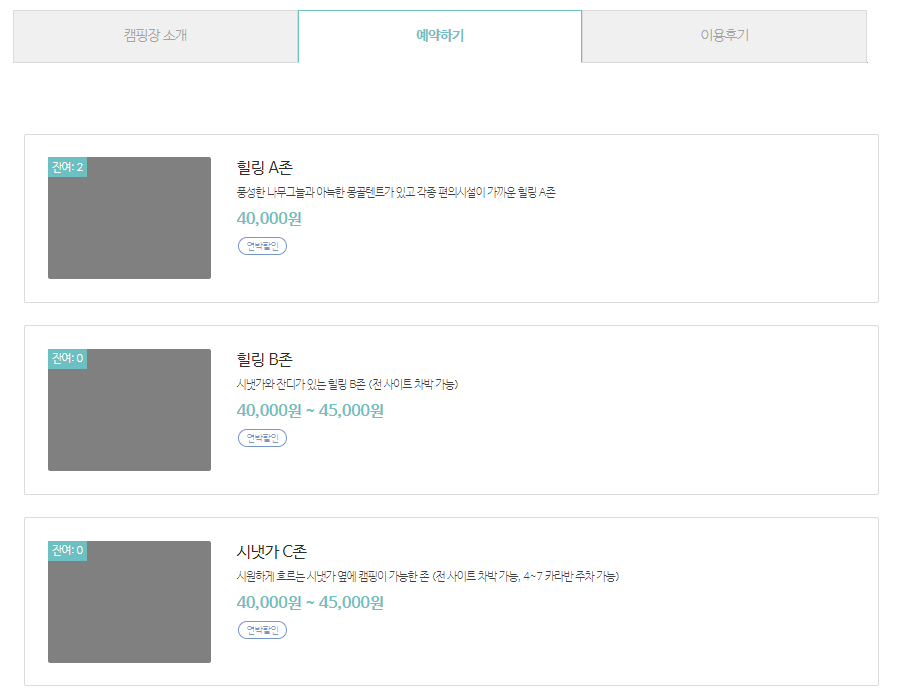 캠핑장 소개
예약하기
이용후기
잔여: 2
힐링 A존
풍성한 나무그늘과 아늑한 몽골텐트가 있고 각종 편의시설이 가까운 힐링 A존
40,000원
연박할인
잔여: 0
힐링 B존
시냇가와 잔디가 있는 힐링 B존 (전 사이트 차박 가능)
40,000원 ~ 45,000원
연박할인
잔여: 0
시냇가 C존
시원하게 흐르는 시냇가 옆에 캠핑이 가능한 존 (전 사이트 차박 가능, 4~7 카라반 주차 가능)
40,000원 ~ 45,000원
연박할인